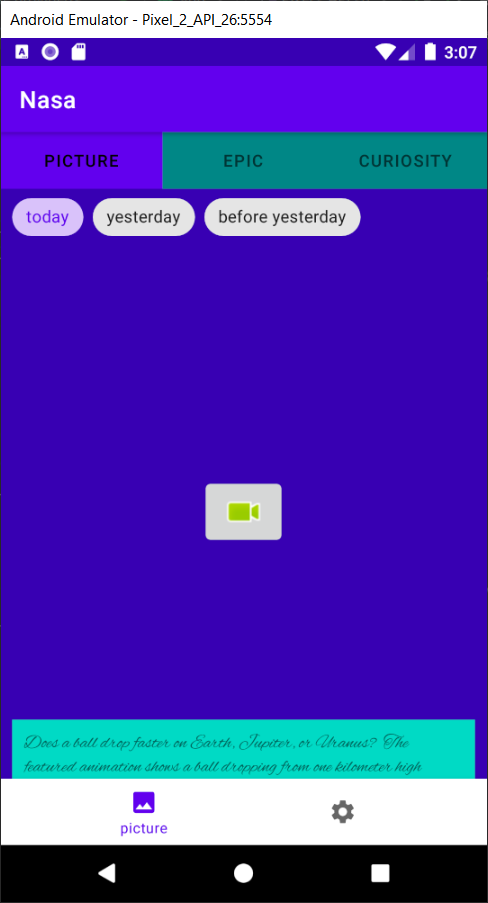 Android Emulator - Pixel_2_API_26:5554
3:07
Nasa
PICTURE EPIC CURIOSITY
today yesterday before yesterday
Does a ball drop faster on Earth, Jupiter, or Uranus? The
featured animation shows a ball dropping from one kilometer high
picture